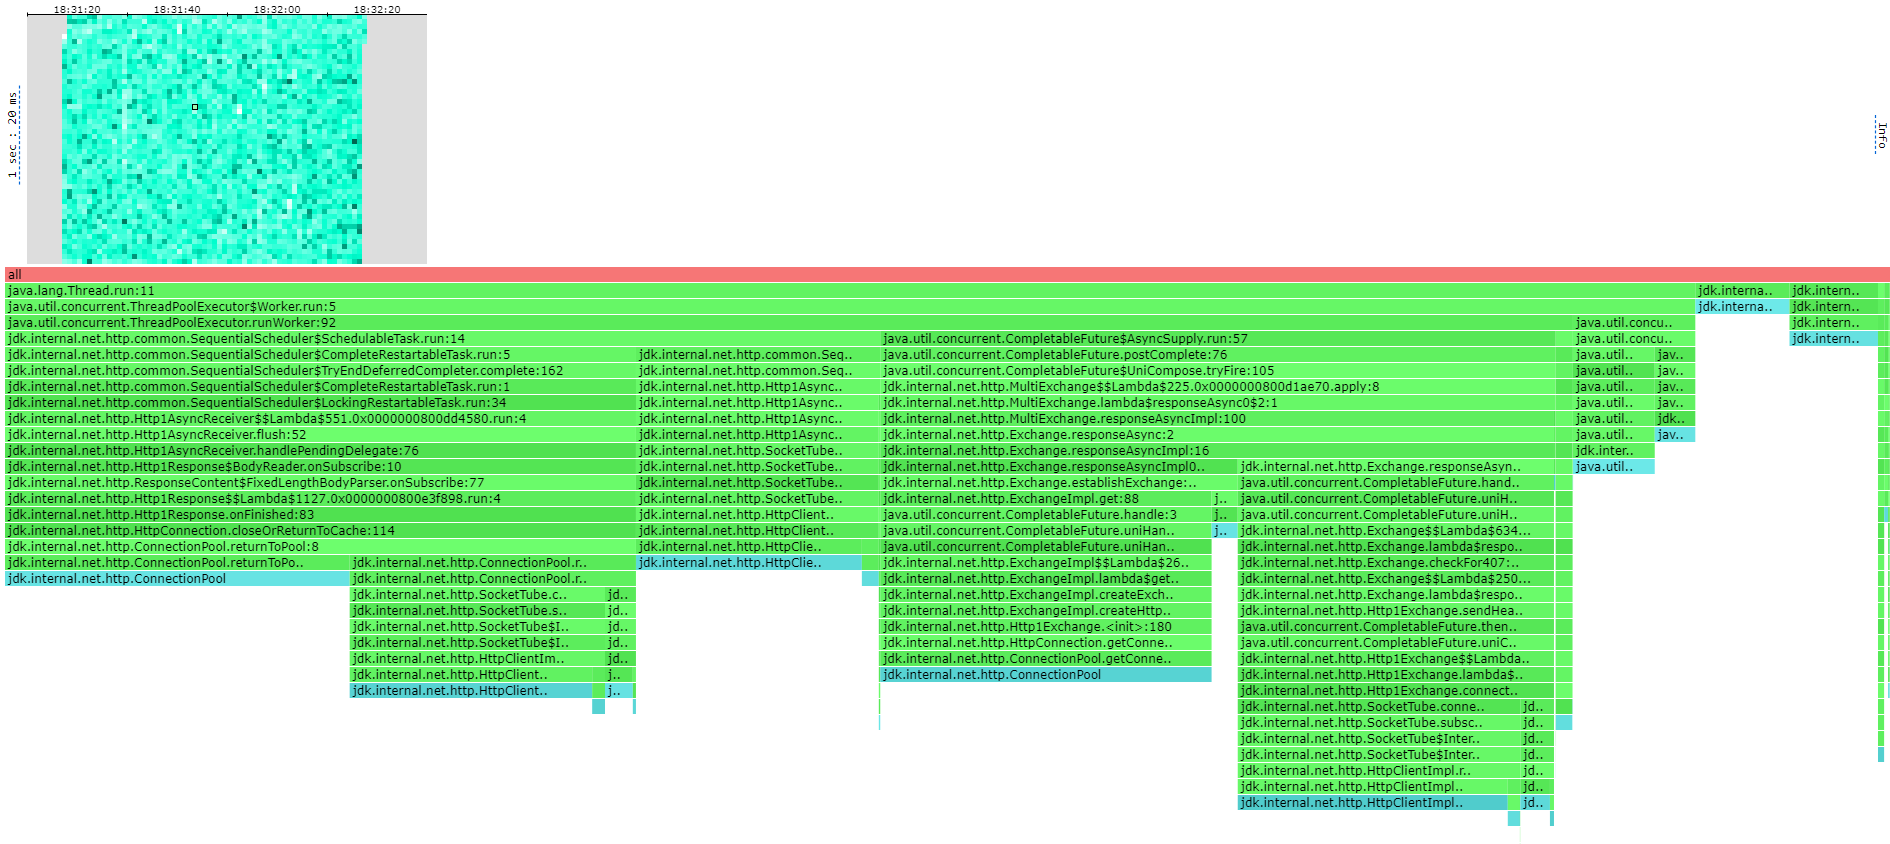 18:31:20 18:31:40 18:32:00 18:32:20
1 sec : 20 ms
Info
all
java.lang.Thread.run:11 jdk.interna.. jdk.intern..
java.util.concurrent.ThreadPoolExecutor$Worker.run:5 jdk.interna.. jdk.intern..
java.util.concurrent.ThreadPoolExecutor.runWorker:92 java.util.concu.. jdk.intern..
jdk.internal.net.http.common.SequentialScheduler$SchedulableTask.run:14 java.util.concurrent.CompletableFuture$AsyncSupply.run:57 java.util.concu.. jdk.intern..
jdk.internal.net.http.common.SequentialScheduler$CompleteRestartableTask.run:5 jdk.internal.net.http.common.Seq.. java.util.concurrent.CompletableFuture.postComplete:76 java.util.. jav..
jdk.internal.net.http.common.SequentialScheduler$TryEndDeferredCompleter.complete:162 jdk.internal.net.http.common.Seq.. java.util.concurrent.CompletableFuture$UniCompose.tryFire:105 java.util.. jav..
jdk.internal.net.http.common.SequentialScheduler$CompleteRestartableTask.run:1 jdk.internal.net.http.Http1Async.. jdk.internal.net.http.MultiExchange$$Lambda$225.0x0000000800d1ae70.apply:8 java.util.. jav..
jdk.internal.net.http.common.SequentialScheduler$LockingRestartableTask.run:34 jdk.internal.net.http.Http1Async.. jdk.internal.net.http.MultiExchange.lambda$responseAsync0$2:1 java.util.. jav..
jdk.internal.net.http.Http1AsyncReceiver$$Lambda$551.0x0000000800dd4580.run:4 jdk.internal.net.http.Http1Async.. jdk.internal.net.http.MultiExchange.responseAsyncImpl:100 java.util.. jdk..
jdk.internal.net.http.Http1AsyncReceiver.flush:52 jdk.internal.net.http.Http1Async.. jdk.internal.net.http.Exchange.responseAsync:2 java.util.. jav..
jdk.internal.net.http.Http1AsyncReceiver.handlePendingDelegate:76 jdk.internal.net.http.SocketTube.. jdk.internal.net.http.Exchange.responseAsyncImpl:16 jdk.inter..
jdk.internal.net.http.Http1Response$BodyReader.onSubscribe:10 jdk.internal.net.http.SocketTube.. jdk.internal.net.http.Exchange.responseAsyncImpl0.. jdk.internal.net.http.Exchange.responseAsyn.. java.util..
jdk.internal.net.http.ResponseContent$FixedLengthBodyParser.onSubscribe:77 jdk.internal.net.http.SocketTube.. jdk.internal.net.http.Exchange.establishExchange:.. java.util.concurrent.CompletableFuture.hand..
jdk.internal.net.http.Http1Response$$Lambda$1127.0x0000000800e3f898.run:4 jdk.internal.net.http.SocketTube.. jdk.internal.net.http.ExchangeImpl.get:88 j.. java.util.concurrent.CompletableFuture.uniH..
jdk.internal.net.http.Http1Response.onFinished:83 jdk.internal.net.http.HttpClient.. java.util.concurrent.CompletableFuture.handle:3 j.. java.util.concurrent.CompletableFuture.uniH..
jdk.internal.net.http.HttpConnection.closeOrReturnToCache:114 jdk.internal.net.http.HttpClient.. java.util.concurrent.CompletableFuture.uniHan.. j.. jdk.internal.net.http.Exchange$$Lambda$634...
jdk.internal.net.http.ConnectionPool.returnToPool:8 jdk.internal.net.http.HttpClie.. java.util.concurrent.CompletableFuture.uniHan.. jdk.internal.net.http.Exchange.lambda$respo..
jdk.internal.net.http.ConnectionPool.returnToPo.. jdk.internal.net.http.ConnectionPool.r.. jdk.internal.net.http.HttpClie.. jdk.internal.net.http.ExchangeImpl$$Lambda$26.. jdk.internal.net.http.Exchange.checkFor407:..
jdk.internal.net.http.ConnectionPool jdk.internal.net.http.ConnectionPool.r.. jdk.internal.net.http.ExchangeImpl.lambda$get.. jdk.internal.net.http.Exchange$$Lambda$250...
jdk.internal.net.http.SocketTube.c.. jd.. jdk.internal.net.http.ExchangeImpl.createExch.. jdk.internal.net.http.Exchange.lambda$respo..
jdk.internal.net.http.SocketTube.s.. jd.. jdk.internal.net.http.ExchangeImpl.createHttp.. jdk.internal.net.http.Http1Exchange.sendHea..
jdk.internal.net.http.SocketTube$I.. jd.. jdk.internal.net.http.Http1Exchange.<init>:180 java.util.concurrent.CompletableFuture.then..
jdk.internal.net.http.SocketTube$I.. jd.. jdk.internal.net.http.HttpConnection.getConne.. java.util.concurrent.CompletableFuture.uniC..
jdk.internal.net.http.HttpClientIm.. jd.. jdk.internal.net.http.ConnectionPool.getConne.. jdk.internal.net.http.Http1Exchange$$Lambda..
jdk.internal.net.http.HttpClient.. j.. jdk.internal.net.http.ConnectionPool jdk.internal.net.http.Http1Exchange.lambda$..
jdk.internal.net.http.HttpClient.. j.. jdk.internal.net.http.Http1Exchange.connect..
jdk.internal.net.http.SocketTube.conne.. jd..
jdk.internal.net.http.SocketTube.subsc.. jd..
jdk.internal.net.http.SocketTube$Inter.. jd..
jdk.internal.net.http.SocketTube$Inter.. jd..
jdk.internal.net.http.HttpClientImpl.r.. jd..
jdk.internal.net.http.HttpClientImpl.. jd..
jdk.internal.net.http.HttpClientImpl.. jd..